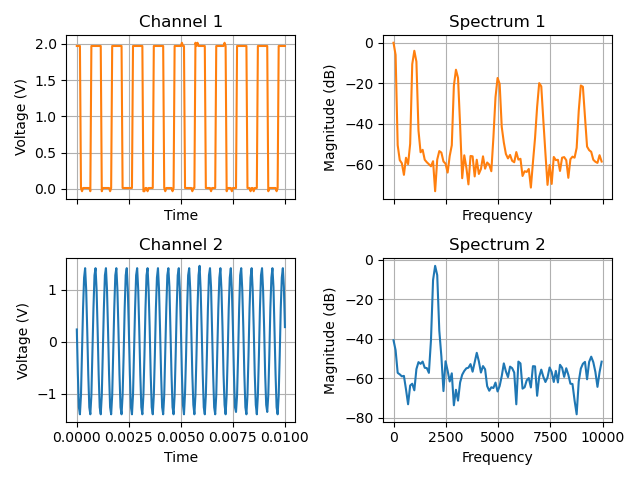 Channel 1
Voltage (V)
2.0
1.5
1.0
0.5
0.0
Time
Spectrum 1
Magnitude (dB)
0
−20
−40
−60
Frequency
Channel 2
Voltage (V)
1
0
−1
0.0000 0.0025 0.0050 0.0075 0.0100
Time
Spectrum 2
Magnitude (dB)
0
−20
−40
−60
−80
0 2500 5000 7500 10000
Frequency